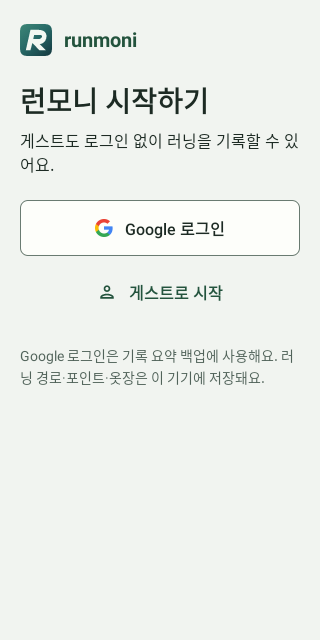 runmoni
런모니 시작하기
게스트도 로그인 없이 러닝을 기록할 수 있
어요.
Google 로그인
게스트로 시작
Google 로그인은 기록 요약 백업에 사용해요. 러
닝 경로·포인트·옷장은 이 기기에 저장돼요.